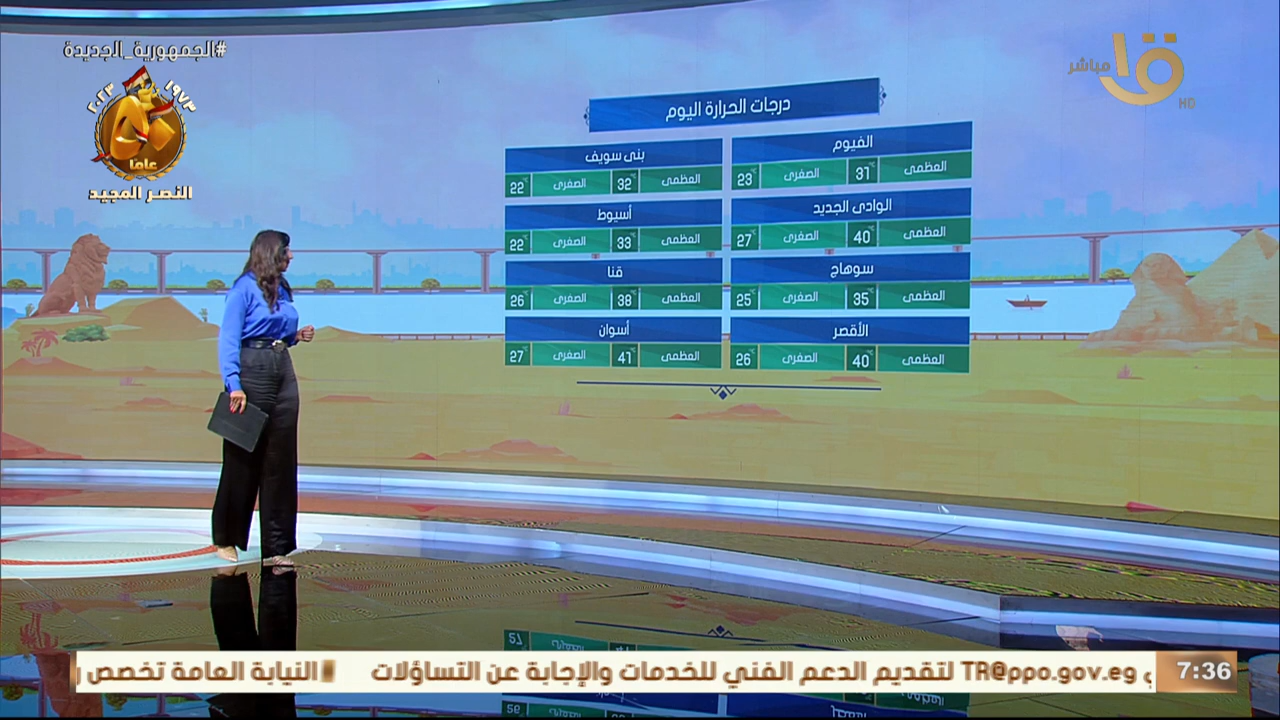 #الجمهورية_الجديدة
١٩٧٣
٢٠٢٣
٥٠
عامًا
النصر المجيد
مباشر
HD
درجات الحرارة اليوم
الفيوم
العظمى 31 الصغرى 23
بنى سويف
العظمى 32 الصغرى 22
الوادى الجديد
العظمى 40 الصغرى 27
أسيوط
العظمى 33 الصغرى 22
سوهاج
العظمى 35 الصغرى 25
قنا
العظمى 38 الصغرى 26
الأقصر
العظمى 40 الصغرى 26
أسوان
العظمى 41 الصغرى 27
TR@ppo.gov.eg لتقديم الدعم الفني للخدمات والإجابة عن التساؤلات
النيابة العامة تخصص
7:36